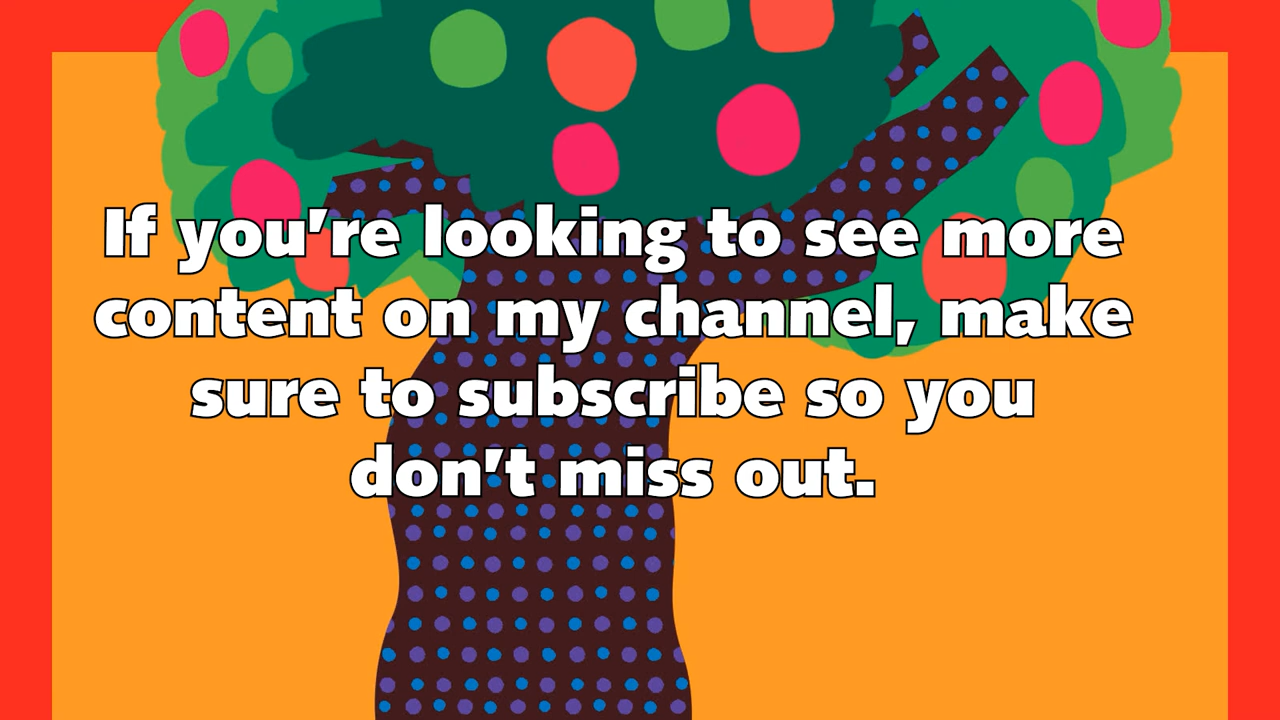 If you're looking to see more
content on my channel, make
sure to subscribe so you
don't miss out.